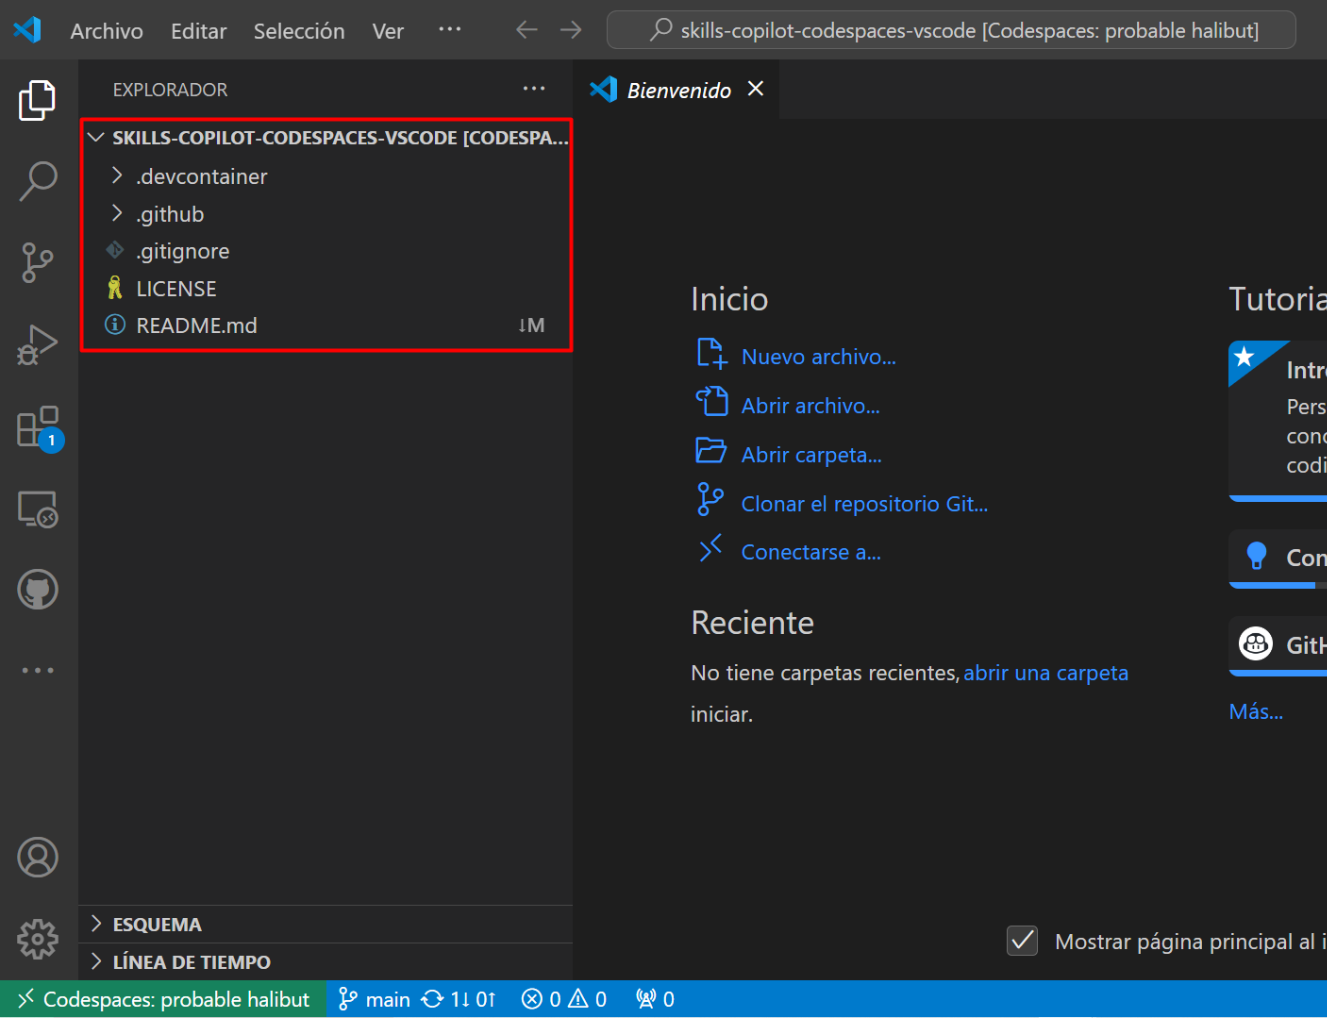 Archivo Editar Selección Ver ··· skills-copilot-codespaces-vscode [Codespaces: probable halibut]
EXPLORADOR ···
Bienvenido
SKILLS-COPILOT-CODESPACES-VSCODE [CODESPA...
.devcontainer
.github
.gitignore
LICENSE
README.md ↓M
1
Inicio
Nuevo archivo...
Abrir archivo...
Abrir carpeta...
Clonar el repositorio Git...
Conectarse a...
Reciente
No tiene carpetas recientes, abrir una carpeta
iniciar.
Tutoria
Intr
Pers
cond
codi
Con
GitH
Más...
Mostrar página principal al i
ESQUEMA
LÍNEA DE TIEMPO
Codespaces: probable halibut main 1↓ 0↑ 0 0 0